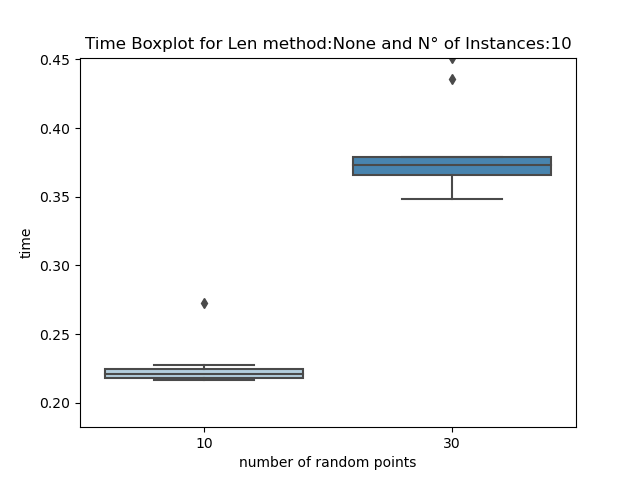 Time Boxplot for Len method:None and N° of Instances:10
0.45
0.40
0.35
0.30
0.25
0.20
time
10 30
number of random points